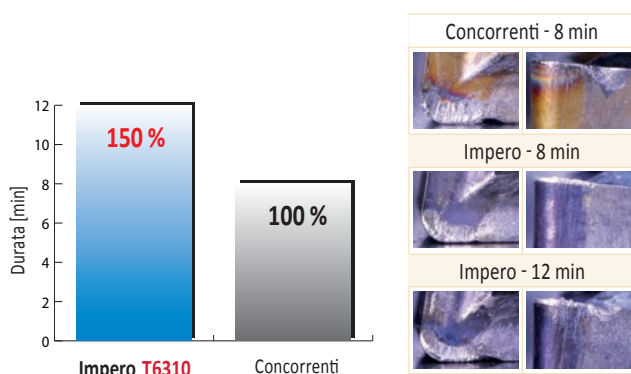 Concorrenti - 8 min
Impero - 8 min
Impero - 12 min
Durata [min]
12
10
8
6
4
2
0
150 %
100 %
Impero T6310
Concorrenti